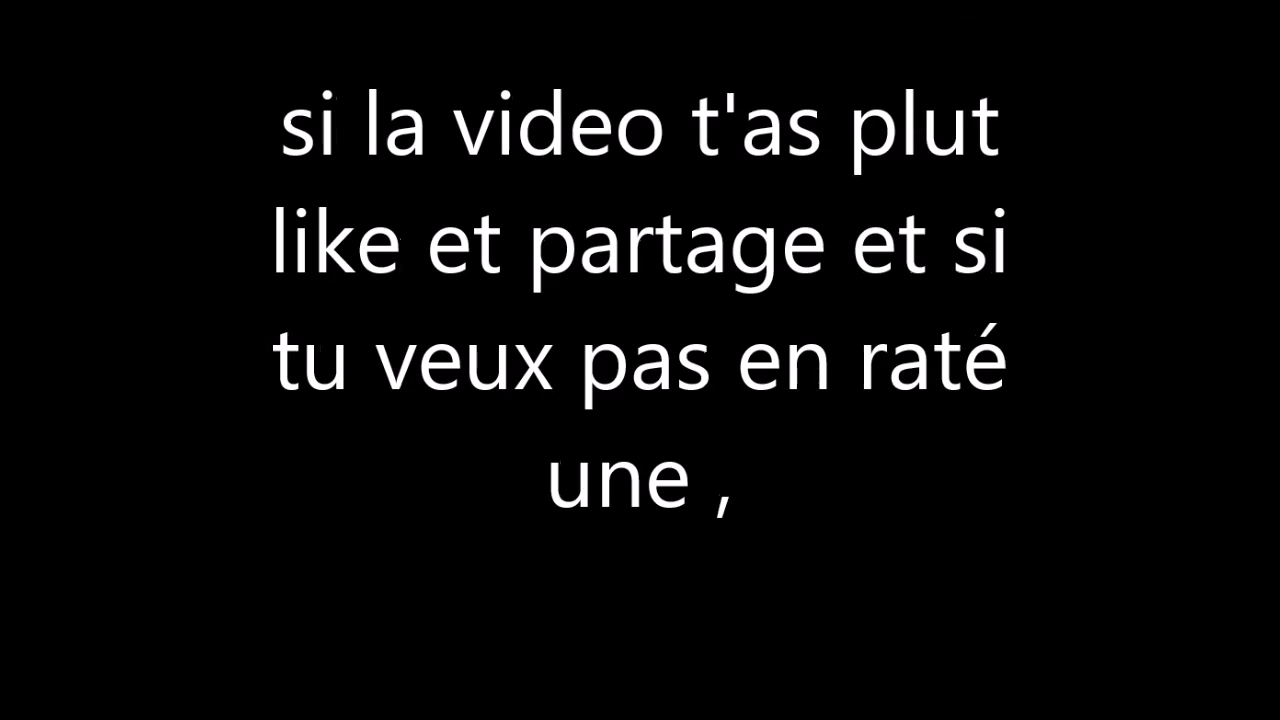 si la video t'as plut
like et partage et si
tu veux pas en raté
une ,